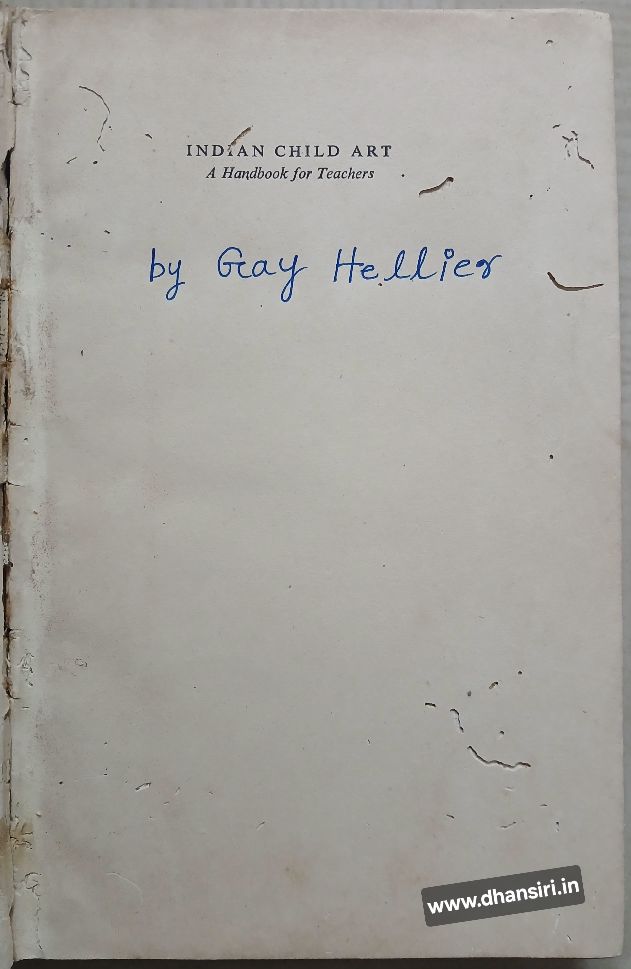 INDIAN CHILD ART
A Handbook for Teachers
by Gay Hellier
www.dhansiri.in